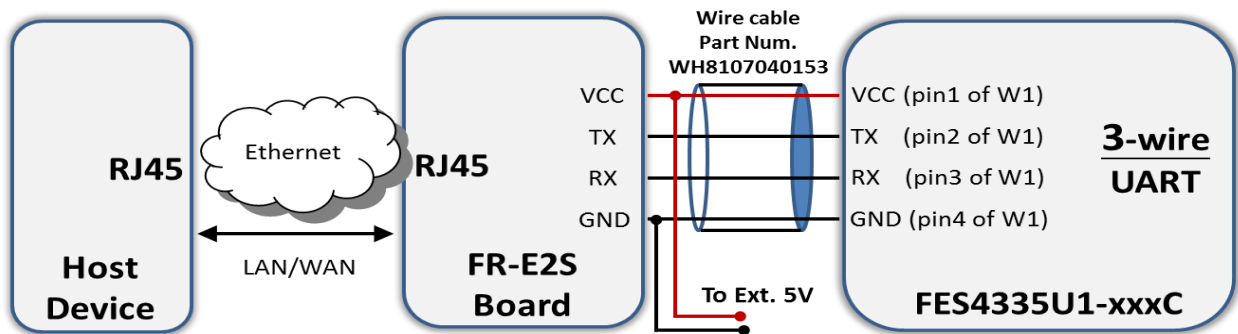 Wire cable
Part Num.
WH8107040153
VCC
VCC (pin1 of W1)
TX
TX (pin2 of W1)
3-wire
UART
Ethernet
RJ45
RJ45
RX
RX (pin3 of W1)
GND
GND (pin4 of W1)
LAN/WAN
Host
Device
FR-E2S
Board
To Ext. 5V
FES4335U1-xxxC